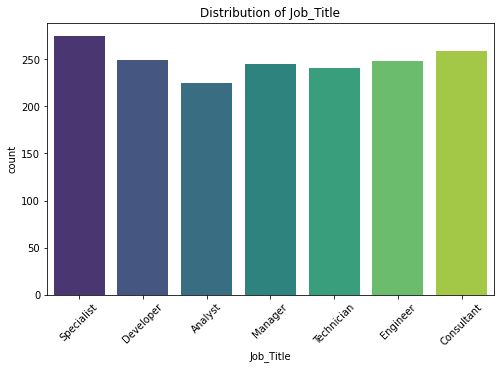 Distribution of Job_Title
count
250
200
150
100
50
0
Specialist
Developer
Analyst
Manager
Technician
Engineer
Consultant
Job_Title